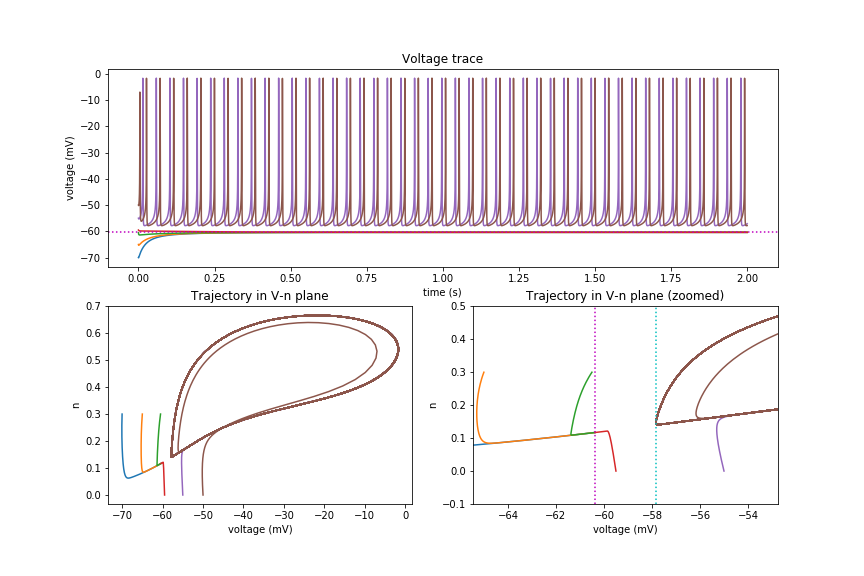 Voltage trace
voltage (mV)
0
−10
−20
−30
−40
−50
−60
−70
0.00 0.25 0.50 0.75 1.00 1.25 1.50 1.75 2.00
time (s)
Trajectory in V-n plane
n
0.7
0.6
0.5
0.4
0.3
0.2
0.1
0.0
−70 −60 −50 −40 −30 −20 −10 0
voltage (mV)
Trajectory in V-n plane (zoomed)
n
0.5
0.4
0.3
0.2
0.1
0.0
−0.1
−64 −62 −60 −58 −56 −54
voltage (mV)